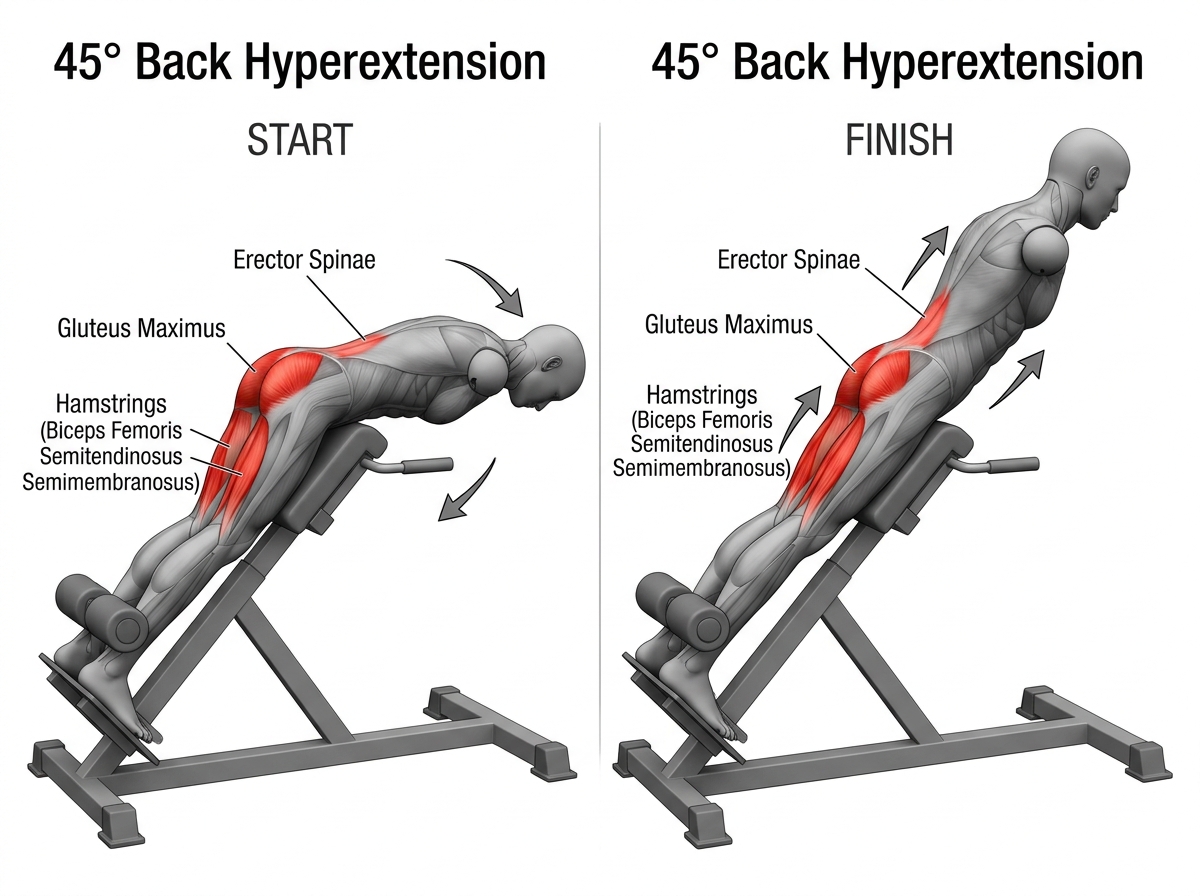 45° Back Hyperextension
START
Erector Spinae
Gluteus Maximus
Hamstrings
(Biceps Femoris
Semitendinosus
Semimembranosus)
45° Back Hyperextension
FINISH
Erector Spinae
Gluteus Maximus
Hamstrings
(Biceps Femoris
Semitendinosus
Semimembranosus)